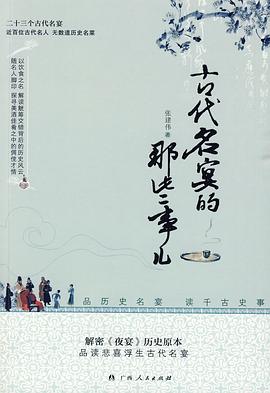 二十三个古代名宴
近百位古代名人 无数道历史名菜
以饮食之名 解读觥筹交错背后的历史风云
随名人脚印 探寻美酒佳肴之中的倜傥才情
古代名宴的
那些事儿
张建伟 著
品历史名宴 读千古史事
解密《夜宴》历史原本
品读悲喜浮生古代名宴
广西人民出版社